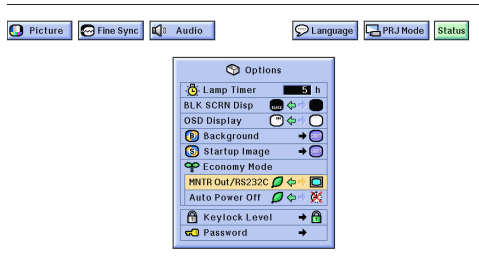 Picture Fine Sync Audio Language PRJ Mode Status
Options
Lamp Timer 5 h
BLK SCRN Disp
OSD Display
Background
Startup Image
Economy Mode
MNTR Out/RS232C
Auto Power Off
Keylock Level
Password